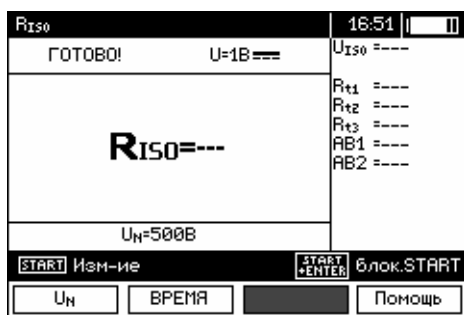 RISO 16:51
ГОТОВО! U=1В
UISO =---
Rt1 =---
Rt2 =---
Rt3 =---
AB1 =---
AB2 =---
RISO=---
UN=500В
START Изм-ие START +ENTER блок.START
UN ВРЕМЯ Помощь